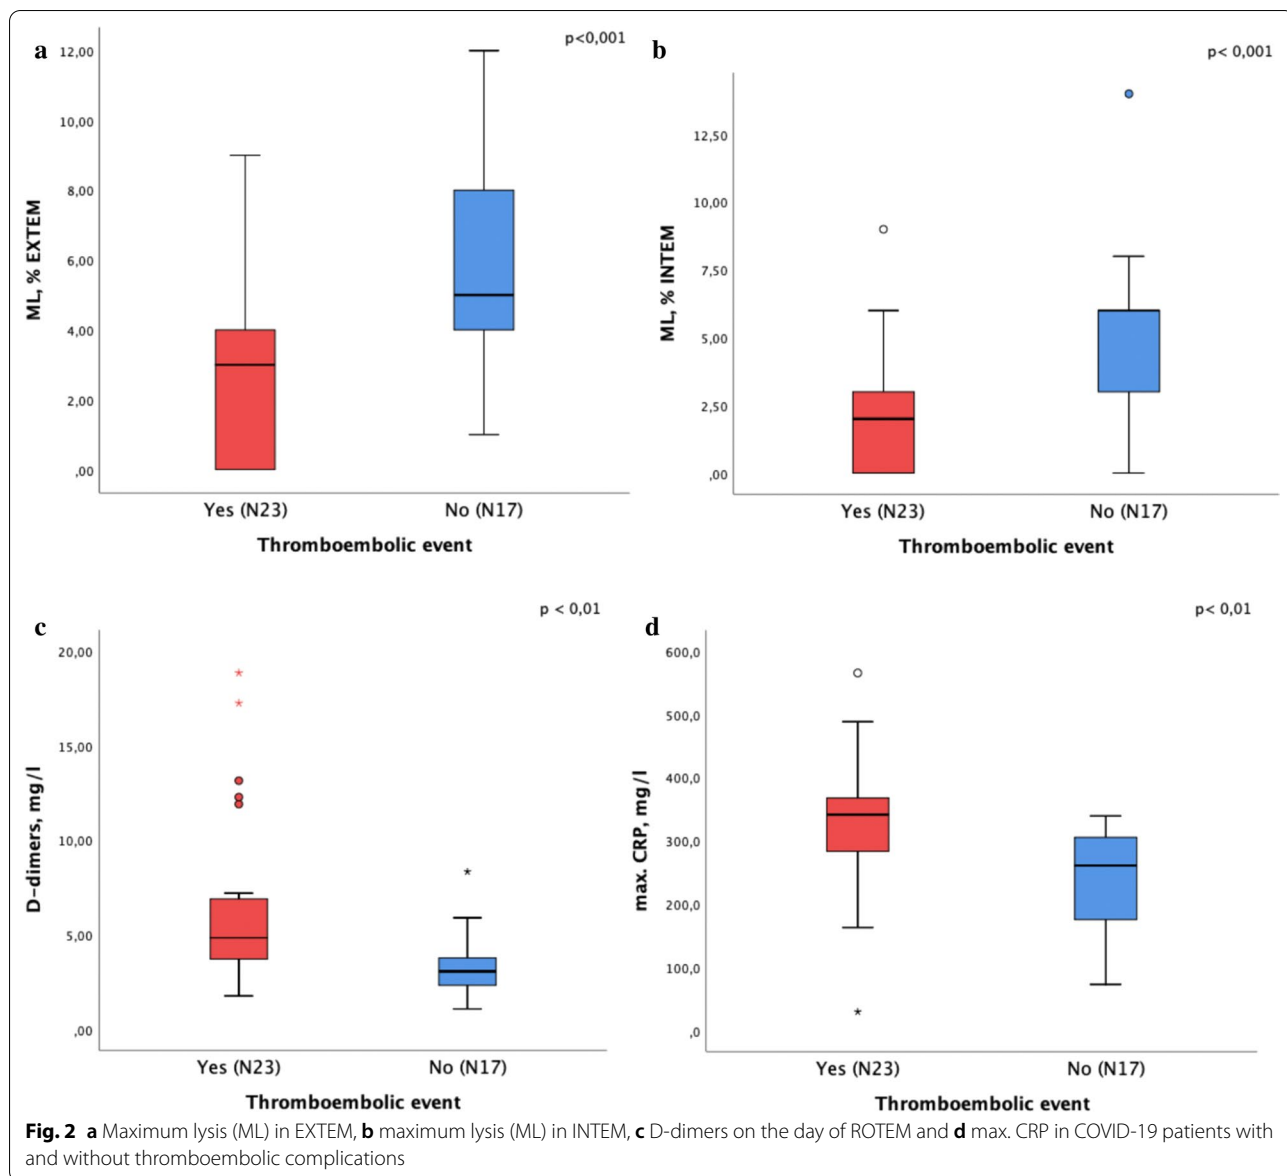 a
p<0,001
12,00
10,00
8,00
6,00
4,00
2,00
,00
ML, % EXTEM
Yes (N23)
No (N17)
Thromboembolic event
b
p< 0,001
12,50
10,00
7,50
5,00
2,50
,00
ML, % INTEM
Yes (N23)
No (N17)
Thromboembolic event
c
p < 0,01
20,00
15,00
10,00
5,00
,00
D-dimers, mg/l
Yes (N23)
No (N17)
Thromboembolic event
d
p< 0,01
600,0
500,0
400,0
300,0
200,0
100,0
,0
max. CRP, mg/l
Yes (N23)
No (N17)
Thromboembolic event
Fig. 2 a Maximum lysis (ML) in EXTEM, b maximum lysis (ML) in INTEM, c D-dimers on the day of ROTEM and d max. CRP in COVID-19 patients with
and without thromboembolic complications